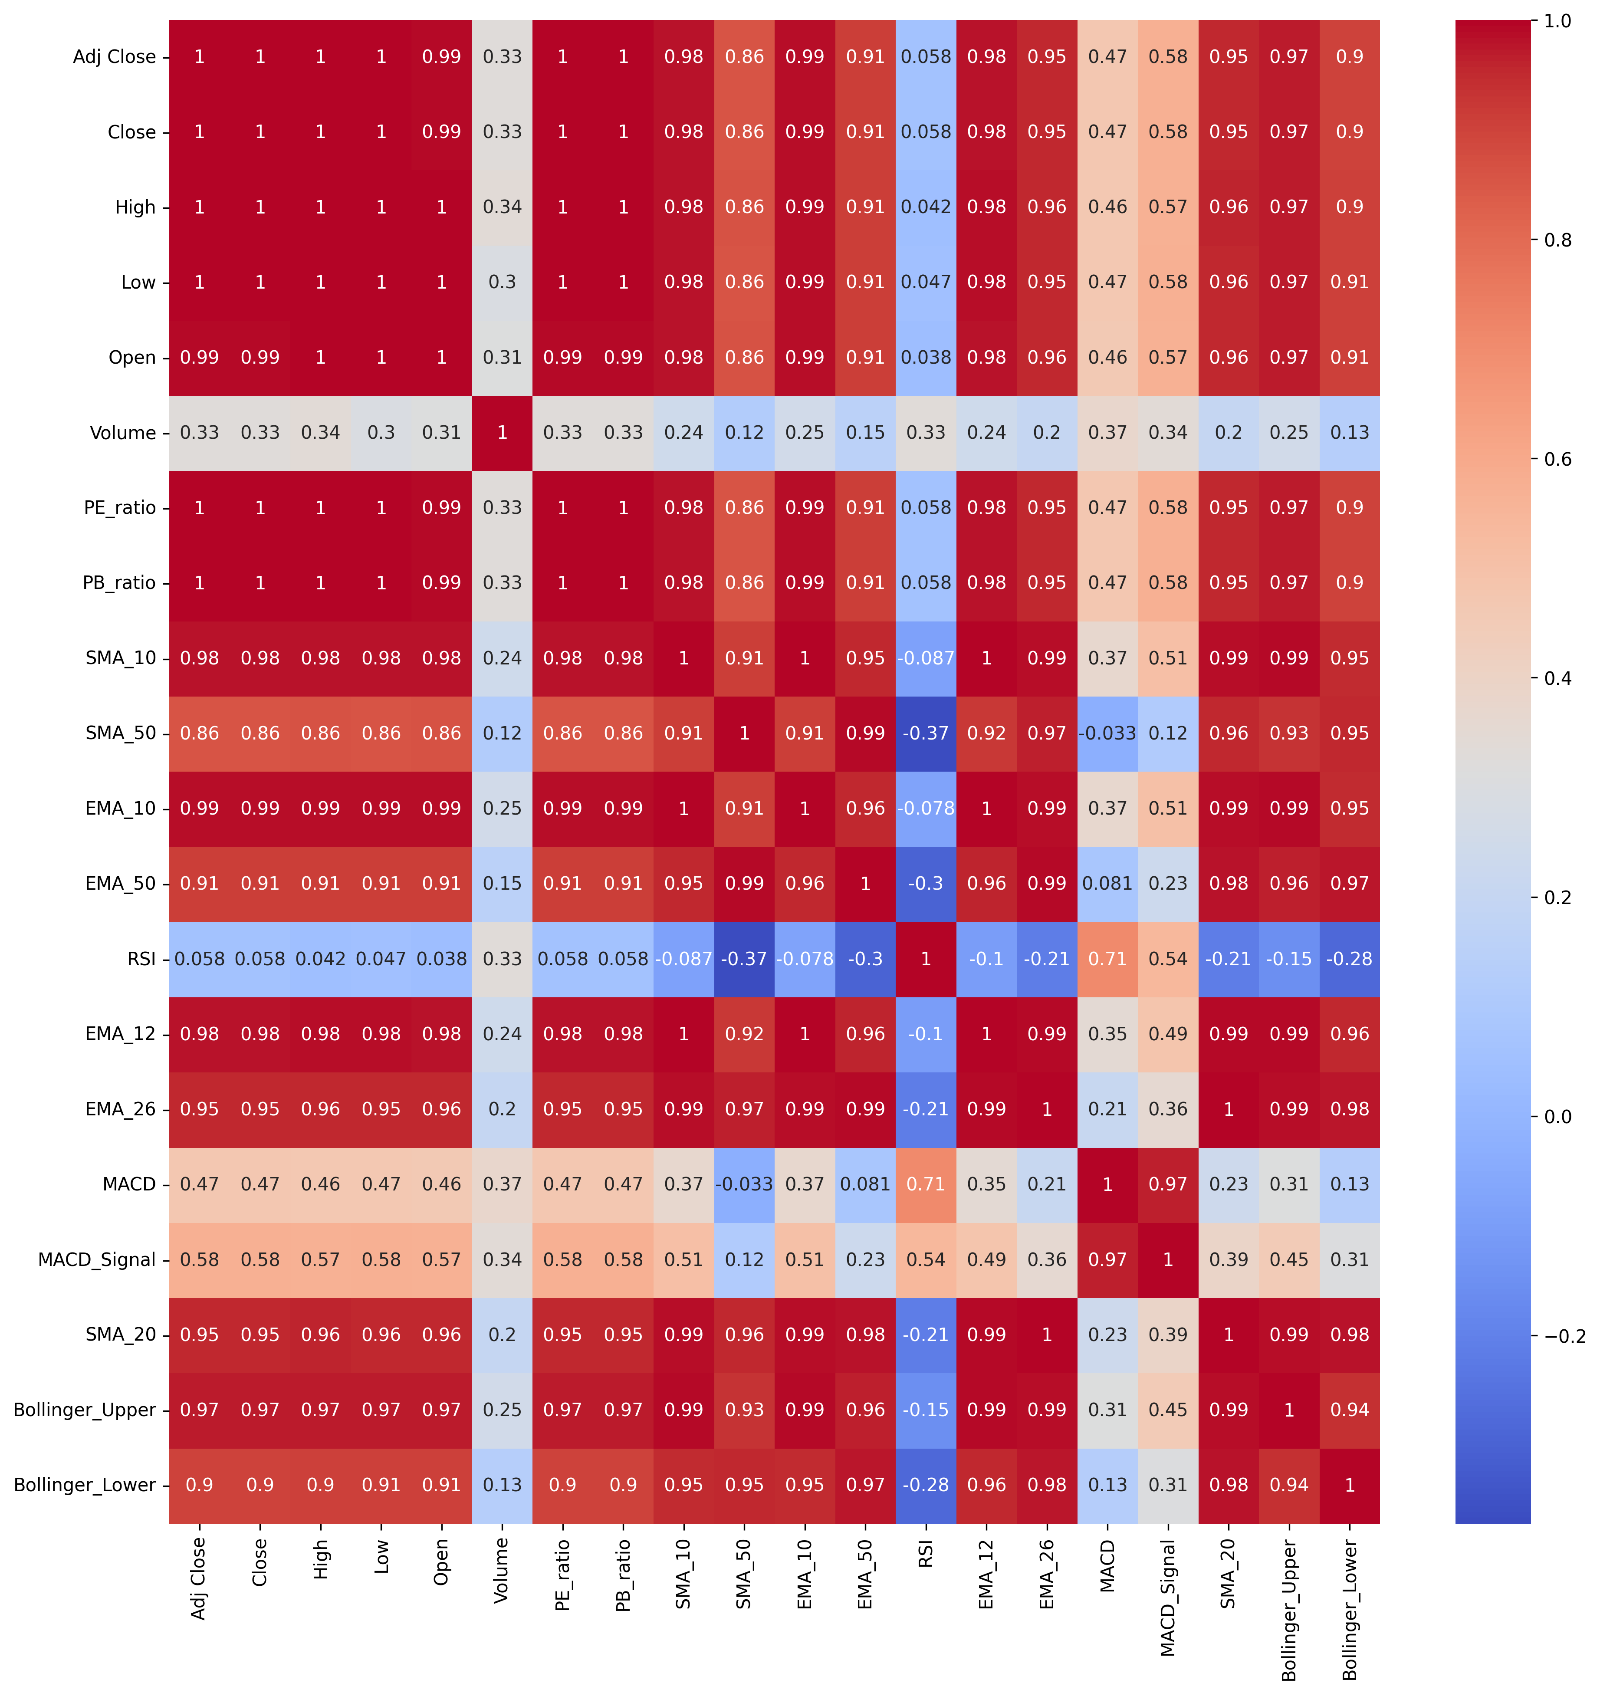 Adj Close 1 1 1 1 0.99 0.33 1 1 0.98 0.86 0.99 0.91 0.058 0.98 0.95 0.47 0.58 0.95 0.97 0.9
Close 1 1 1 1 0.99 0.33 1 1 0.98 0.86 0.99 0.91 0.058 0.98 0.95 0.47 0.58 0.95 0.97 0.9
High 1 1 1 1 1 0.34 1 1 0.98 0.86 0.99 0.91 0.042 0.98 0.96 0.46 0.57 0.96 0.97 0.9
Low 1 1 1 1 1 0.3 1 1 0.98 0.86 0.99 0.91 0.047 0.98 0.95 0.47 0.58 0.96 0.97 0.91
Open 0.99 0.99 1 1 1 0.31 0.99 0.99 0.98 0.86 0.99 0.91 0.038 0.98 0.96 0.46 0.57 0.96 0.97 0.91
Volume 0.33 0.33 0.34 0.3 0.31 1 0.33 0.33 0.24 0.12 0.25 0.15 0.33 0.24 0.2 0.37 0.34 0.2 0.25 0.13
PE_ratio 1 1 1 1 0.99 0.33 1 1 0.98 0.86 0.99 0.91 0.058 0.98 0.95 0.47 0.58 0.95 0.97 0.9
PB_ratio 1 1 1 1 0.99 0.33 1 1 0.98 0.86 0.99 0.91 0.058 0.98 0.95 0.47 0.58 0.95 0.97 0.9
SMA_10 0.98 0.98 0.98 0.98 0.98 0.24 0.98 0.98 1 0.91 1 0.95 -0.087 1 0.99 0.37 0.51 0.99 0.99 0.95
SMA_50 0.86 0.86 0.86 0.86 0.86 0.12 0.86 0.86 0.91 1 0.91 0.99 -0.37 0.92 0.97 -0.033 0.12 0.96 0.93 0.95
EMA_10 0.99 0.99 0.99 0.99 0.99 0.25 0.99 0.99 1 0.91 1 0.96 -0.078 1 0.99 0.37 0.51 0.99 0.99 0.95
EMA_50 0.91 0.91 0.91 0.91 0.91 0.15 0.91 0.91 0.95 0.99 0.96 1 -0.3 0.96 0.99 0.081 0.23 0.98 0.96 0.97
RSI 0.058 0.058 0.042 0.047 0.038 0.33 0.058 0.058 -0.087 -0.37 -0.078 -0.3 1 -0.1 -0.21 0.71 0.54 -0.21 -0.15 -0.28
EMA_12 0.98 0.98 0.98 0.98 0.98 0.24 0.98 0.98 1 0.92 1 0.96 -0.1 1 0.99 0.35 0.49 0.99 0.99 0.96
EMA_26 0.95 0.95 0.96 0.95 0.96 0.2 0.95 0.95 0.99 0.97 0.99 0.99 -0.21 0.99 1 0.21 0.36 1 0.99 0.98
MACD 0.47 0.47 0.46 0.47 0.46 0.37 0.47 0.47 0.37 -0.033 0.37 0.081 0.71 0.35 0.21 1 0.97 0.23 0.31 0.13
MACD_Signal 0.58 0.58 0.57 0.58 0.57 0.34 0.58 0.58 0.51 0.12 0.51 0.23 0.54 0.49 0.36 0.97 1 0.39 0.45 0.31
SMA_20 0.95 0.95 0.96 0.96 0.96 0.2 0.95 0.95 0.99 0.96 0.99 0.98 -0.21 0.99 1 0.23 0.39 1 0.99 0.98
Bollinger_Upper 0.97 0.97 0.97 0.97 0.97 0.25 0.97 0.97 0.99 0.93 0.99 0.96 -0.15 0.99 0.99 0.31 0.45 0.99 1 0.94
Bollinger_Lower 0.9 0.9 0.9 0.91 0.91 0.13 0.9 0.9 0.95 0.95 0.95 0.97 -0.28 0.96 0.98 0.13 0.31 0.98 0.94 1
Adj Close
Close
High
Low
Open
Volume
PE_ratio
PB_ratio
SMA_10
SMA_50
EMA_10
EMA_50
RSI
EMA_12
EMA_26
MACD
MACD_Signal
SMA_20
Bollinger_Upper
Bollinger_Lower
1.0
0.8
0.6
0.4
0.2
0.0
−0.2